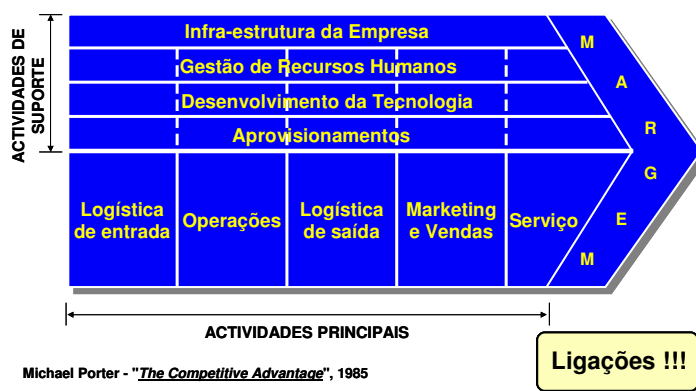 ACTIVIDADES DE
SUPORTE
Infra-estrutura da Empresa
Gestão de Recursos Humanos
Desenvolvimento da Tecnologia
Aprovisionamentos
Logística
de entrada
Operações
Logística
de saída
Marketing
e Vendas
Serviço
M
A
R
G
E
M
ACTIVIDADES PRINCIPAIS
Ligações !!!
Michael Porter - "The Competitive Advantage", 1985